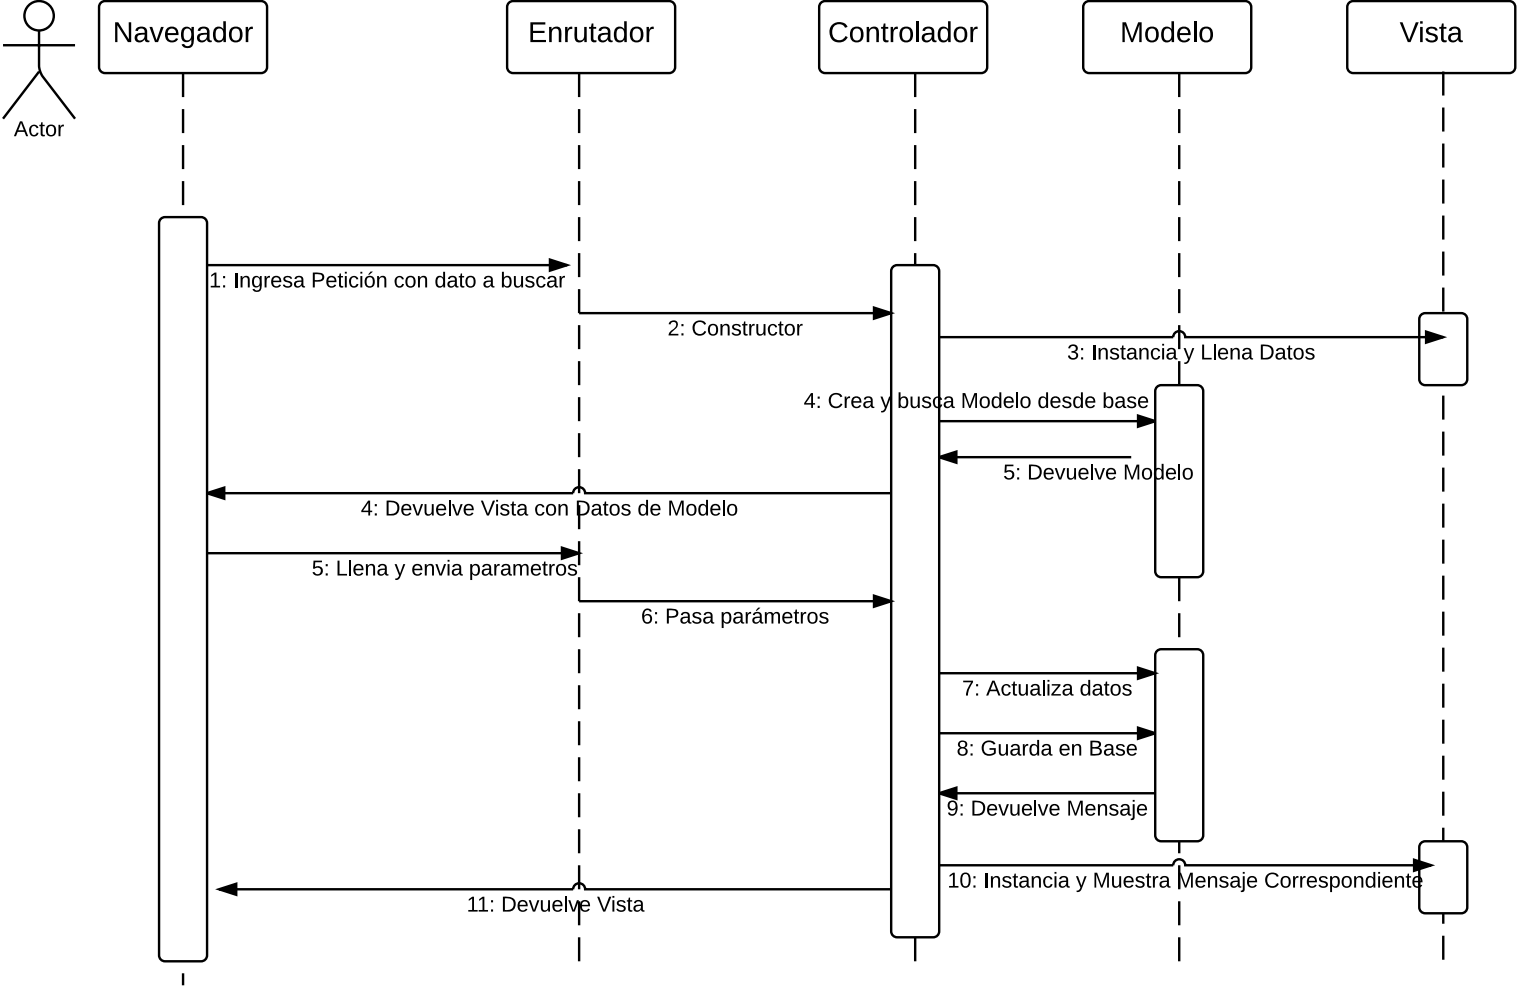 Navegador
Enrutador
Controlador
Modelo
Vista
Actor
1: Ingresa Petición con dato a buscar
2: Constructor
3: Instancia y Llena Datos
4: Crea y busca Modelo desde base
5: Devuelve Modelo
4: Devuelve Vista con Datos de Modelo
5: Llena y envia parametros
6: Pasa parámetros
7: Actualiza datos
8: Guarda en Base
9: Devuelve Mensaje
10: Instancia y Muestra Mensaje Correspondiente
11: Devuelve Vista